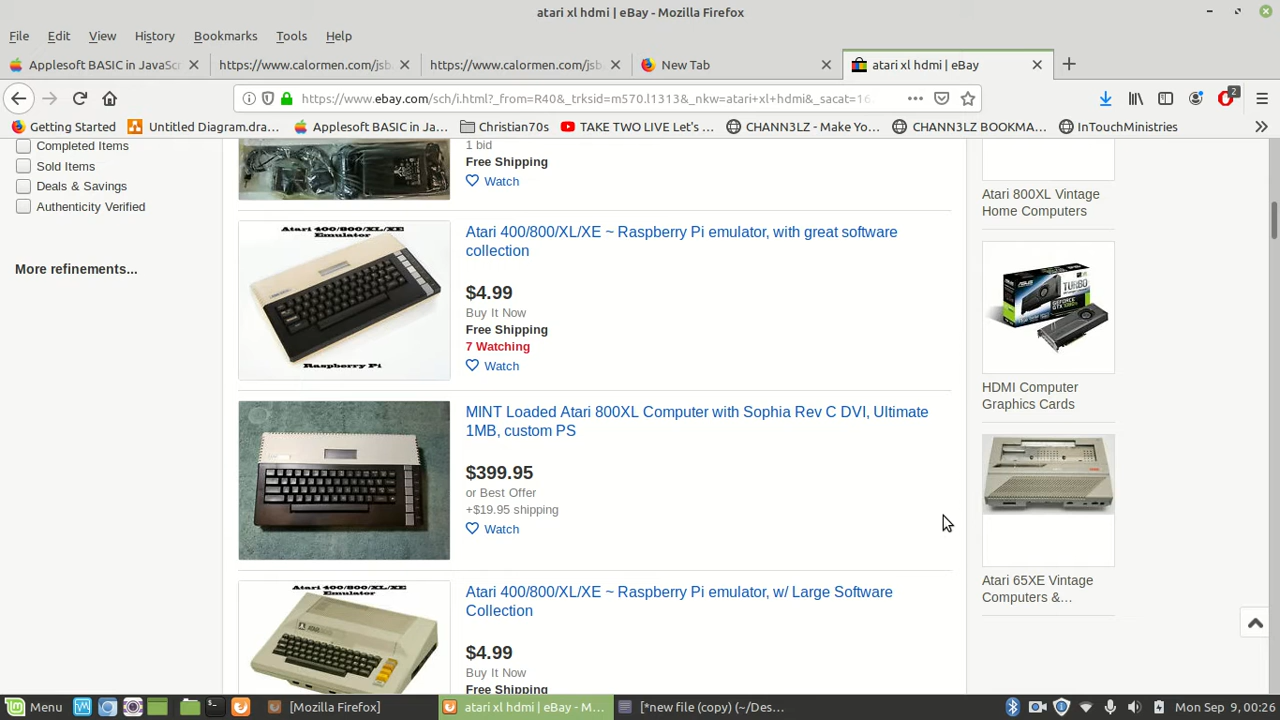 atari xl hdmi | eBay - Mozilla Firefox
File Edit View History Bookmarks Tools Help
Applesoft BASIC in JavaSc
https://www.calormen.com/jsb
https://www.calormen.com/jsb
New Tab
atari xl hdmi | eBay
https://www.ebay.com/sch/i.html?_from=R40&_trksid=m570.l1313&_nkw=atari+xl+hdmi&_sacat=16
2
Getting Started
Untitled Diagram.dra...
Applesoft BASIC in Ja...
Christian70s
TAKE TWO LIVE Let's ...
CHANN3LZ - Make Yo...
CHANN3LZ BOOKMA...
InTouchMinistries
Completed Items
Sold Items
Deals & Savings
Authenticity Verified
More refinements...
1 bid
Free Shipping
Watch
Atari 400/800/XL/XE
Emulator
Raspberry Pi
Atari 400/800/XL/XE ~ Raspberry Pi emulator, with great software
collection
$4.99
Buy It Now
Free Shipping
7 Watching
Watch
MINT Loaded Atari 800XL Computer with Sophia Rev C DVI, Ultimate
1MB, custom PS
$399.95
or Best Offer
+$19.95 shipping
Watch
Atari 400/800/XL/XE
Emulator
Atari 400/800/XL/XE ~ Raspberry Pi emulator, w/ Large Software
Collection
$4.99
Buy It Now
Free Shipping
Atari 800XL Vintage
Home Computers
ASUS
TURBO
HDMI Computer
Graphics Cards
Atari 65XE Vintage
Computers &...
Menu
[Mozilla Firefox]
atari xl hdmi | eBay - M...
[*new file (copy) (~/Des...
Mon Sep 9, 00:26